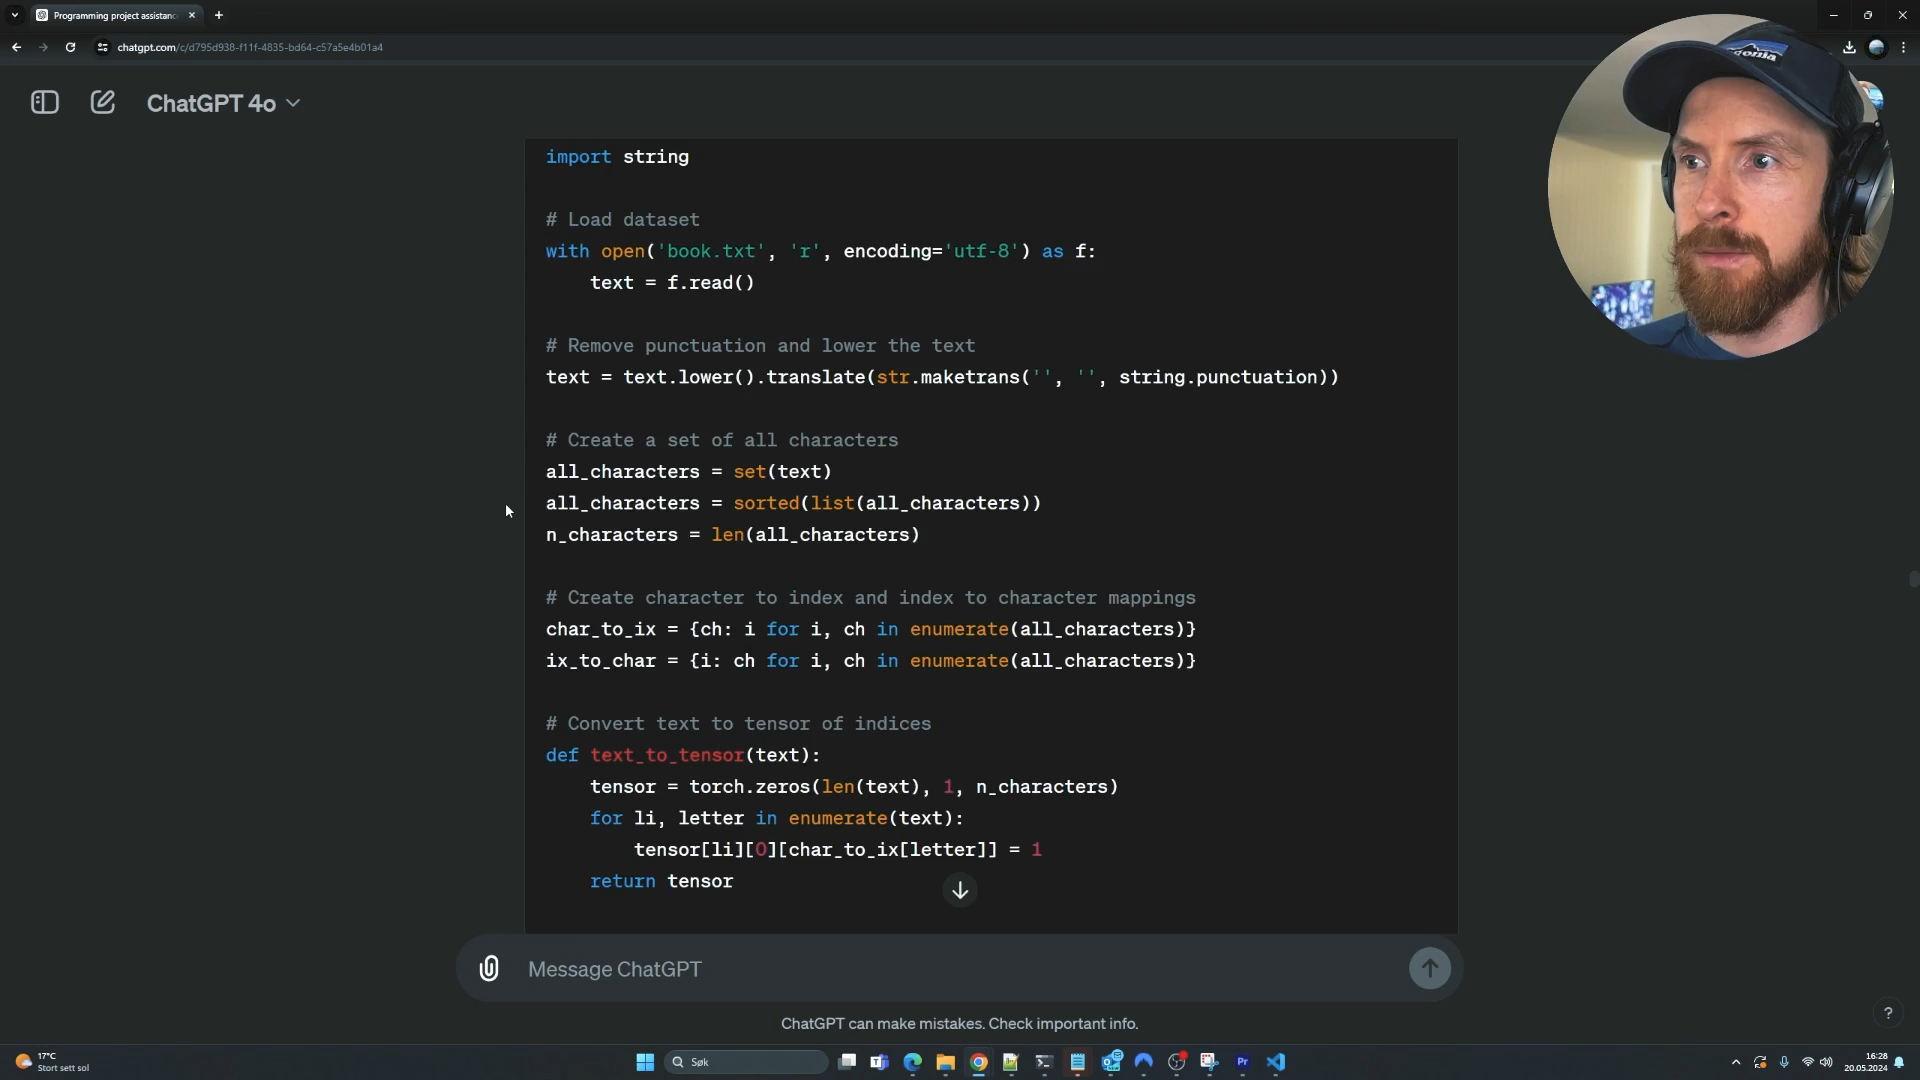 Programming project assistanc
chatgpt.com/c/d795d938-f11f-4835-bd64-c57a5e4b01a4
onia
ChatGPT 4o
import string
# Load dataset
with open('book.txt', 'r', encoding='utf-8') as f:
    text = f.read()
# Remove punctuation and lower the text
text = text.lower().translate(str.maketrans('', '', string.punctuation))
# Create a set of all characters
all_characters = set(text)
all_characters = sorted(list(all_characters))
n_characters = len(all_characters)
# Create character to index and index to character mappings
char_to_ix = {ch: i for i, ch in enumerate(all_characters)}
ix_to_char = {i: ch for i, ch in enumerate(all_characters)}
# Convert text to tensor of indices
def text_to_tensor(text):
    tensor = torch.zeros(len(text), 1, n_characters)
    for li, letter in enumerate(text):
        tensor[li][0][char_to_ix[letter]] = 1
    return tensor
Message ChatGPT
ChatGPT can make mistakes. Check important info.
?
17°C
Stort sett sol
Søk
Pr
16:28
20.05.2024